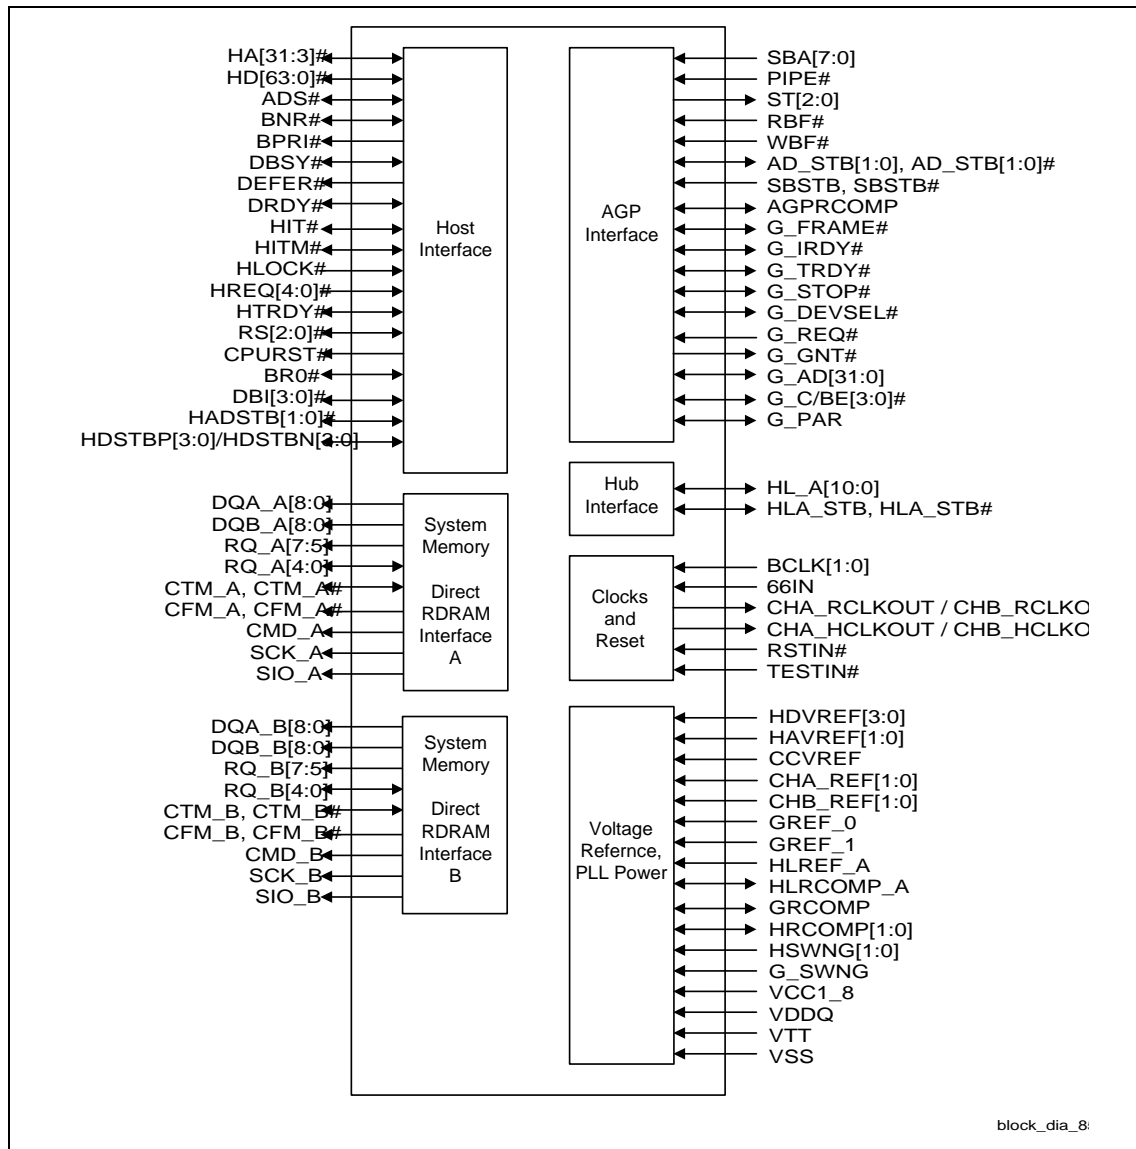 HA[31:3]#
HD[63:0]#
ADS#
BNR#
BPRI#
DBSY#
DEFER#
DRDY#
HIT#
HITM#
HLOCK#
HREQ[4:0]#
HTRDY#
RS[2:0]#
CPURST#
BR0#
DBI[3:0]#
HADSTB[1:0]#
HDSTBP[3:0]/HDSTBN[3:0]
Host
Interface
DQA_A[8:0]
DQB_A[8:0]
RQ_A[7:5]
RQ_A[4:0]
CTM_A, CTM_A#
CFM_A, CFM_A#
CMD_A
SCK_A
SIO_A
System
Memory
Direct
RDRAM
Interface
A
DQA_B[8:0]
DQB_B[8:0]
RQ_B[7:5]
RQ_B[4:0]
CTM_B, CTM_B#
CFM_B, CFM_B#
CMD_B
SCK_B
SIO_B
System
Memory
Direct
RDRAM
Interface
B
AGP
Interface
SBA[7:0]
PIPE#
ST[2:0]
RBF#
WBF#
AD_STB[1:0], AD_STB[1:0]#
SBSTB, SBSTB#
AGPRCOMP
G_FRAME#
G_IRDY#
G_TRDY#
G_STOP#
G_DEVSEL#
G_REQ#
G_GNT#
G_AD[31:0]
G_C/BE[3:0]#
G_PAR
Hub
Interface
HL_A[10:0]
HLA_STB, HLA_STB#
Clocks
and
Reset
BCLK[1:0]
66IN
CHA_RCLKOUT / CHB_RCLKO
CHA_HCLKOUT / CHB_HCLKO
RSTIN#
TESTIN#
Voltage
Refernce,
PLL Power
HDVREF[3:0]
HAVREF[1:0]
CCVREF
CHA_REF[1:0]
CHB_REF[1:0]
GREF_0
GREF_1
HLREF_A
HLRCOMP_A
GRCOMP
HRCOMP[1:0]
HSWNG[1:0]
G_SWNG
VCC1_8
VDDQ
VTT
VSS
block_dia_8